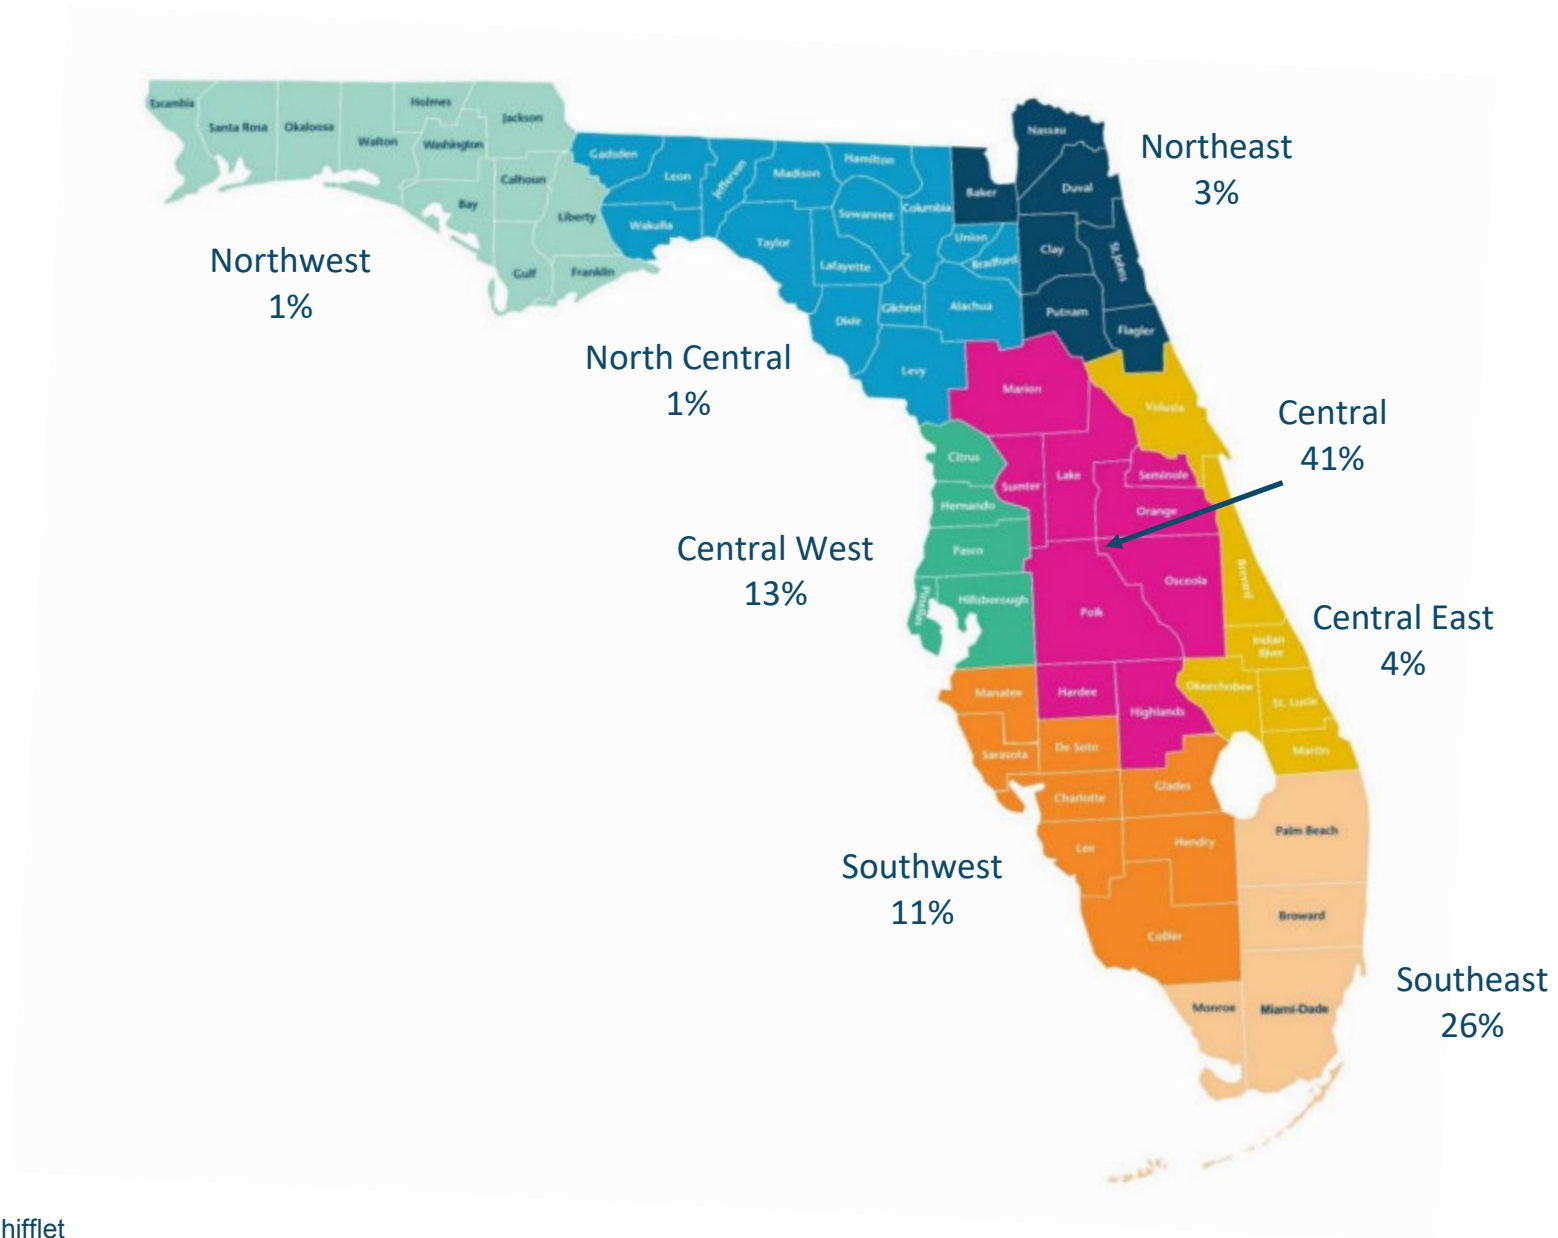 Escambia
Santa Rosa
Okaloosa
Walton
Holmes
Washington
Jackson
Calhoun
Bay
Liberty
Gulf
Franklin
Northwest
1%
Gadsden
Leon
Jefferson
Madison
Hamilton
Wakulla
Taylor
Suwannee
Columbia
Lafayette
Union
Bradford
Dixie
Gilchrist
Alachua
Levy
North Central
1%
Nassau
Baker
Duval
Clay
St. Johns
Putnam
Flagler
Northeast
3%
Marion
Sumter
Lake
Seminole
Orange
Osceola
Polk
Hardee
Highlands
Central
41%
Citrus
Hernando
Pasco
Pinellas
Hillsborough
Central West
13%
Volusia
Brevard
Indian
River
Okeechobee
St. Lucie
Martin
Central East
4%
Manatee
Sarasota
De Soto
Charlotte
Glades
Lee
Hendry
Collier
Southwest
11%
Palm Beach
Broward
Monroe
Miami-Dade
Southeast
26%
hifflet